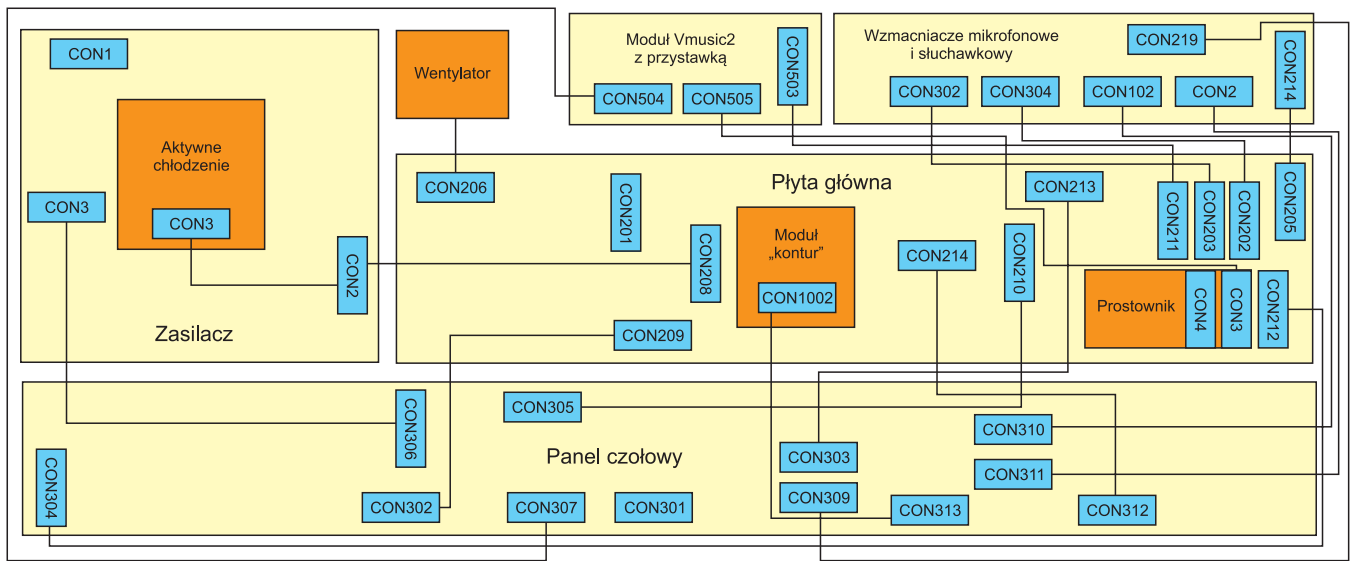 CON1
Aktywne
chłodzenie
CON3
CON3
CON2
Zasilacz
Wentylator
Moduł Vmusic2
z przystawką
CON503
CON504
CON505
Wzmacniacze mikrofonowe
i słuchawkowy
CON219
CON214
CON302
CON304
CON102
CON2
Płyta główna
CON206
CON201
CON208
CON209
Moduł
„kontur”
CON1002
CON214
CON213
CON210
CON211
CON203
CON202
CON205
Prostownik
CON4
CON3
CON212
Panel czołowy
CON306
CON305
CON304
CON302
CON307
CON301
CON303
CON309
CON313
CON310
CON311
CON312